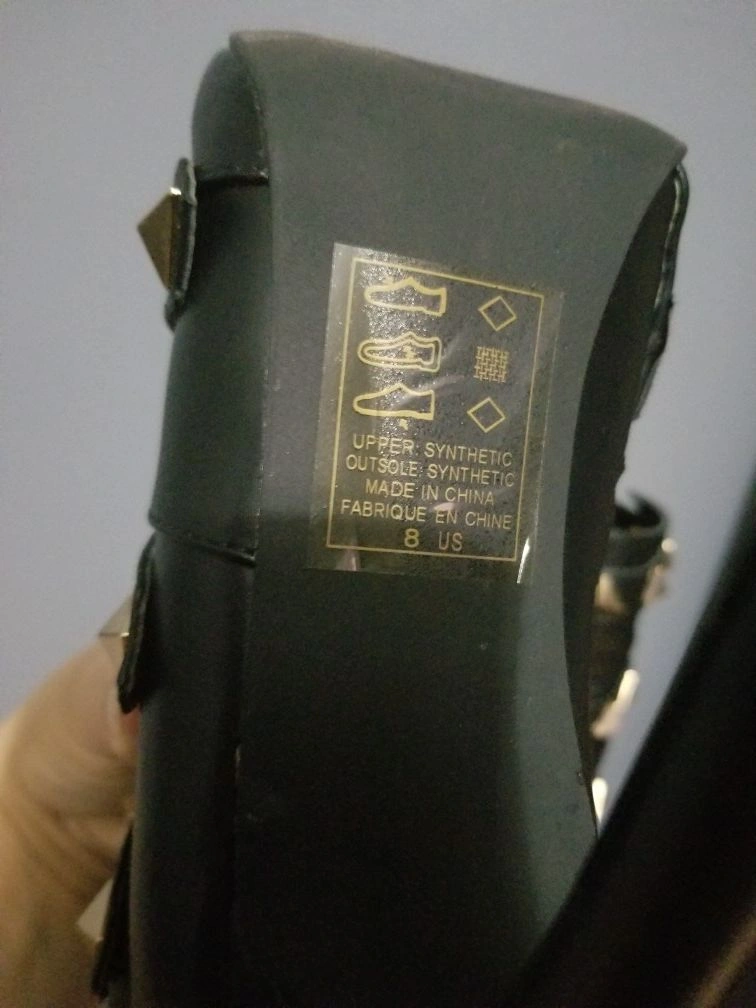 UPPER: SYNTHETIC
OUTSOLE: SYNTHETIC
MADE IN CHINA
FABRIQUE EN CHINE
8 US